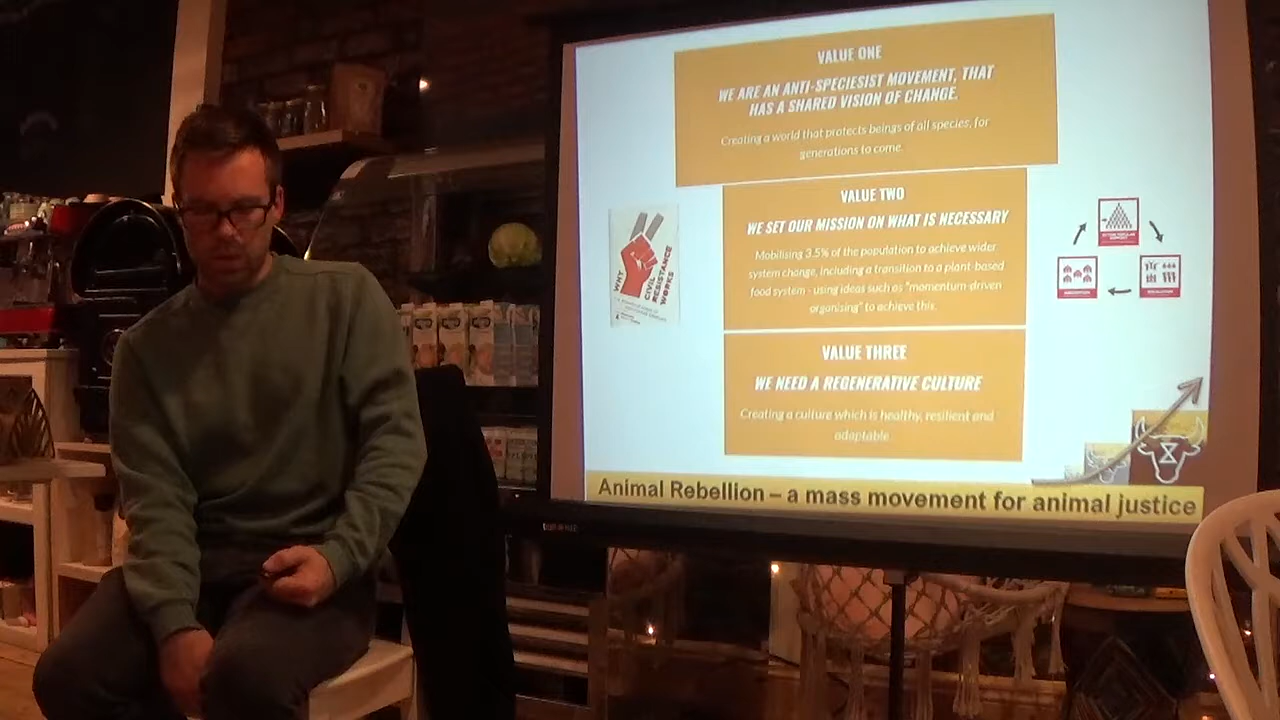 VALUE ONE
WE ARE AN ANTI-SPECIESIST MOVEMENT, THAT
HAS A SHARED VISION OF CHANGE.
Creating a world that protects beings of all species, for
generations to come.
VALUE TWO
WE SET OUR MISSION ON WHAT IS NECESSARY
Mobilising 3.5% of the population to achieve wider
system change, including a transition to a plant-based
food system - using ideas such as "momentum-driven
organising" to achieve this.
VALUE THREE
WE NEED A REGENERATIVE CULTURE
Creating a culture which is healthy, resilient and
adaptable.
WHY
CIVIL
RESISTANCE
WORKS
Animal Rebellion – a mass movement for animal justice